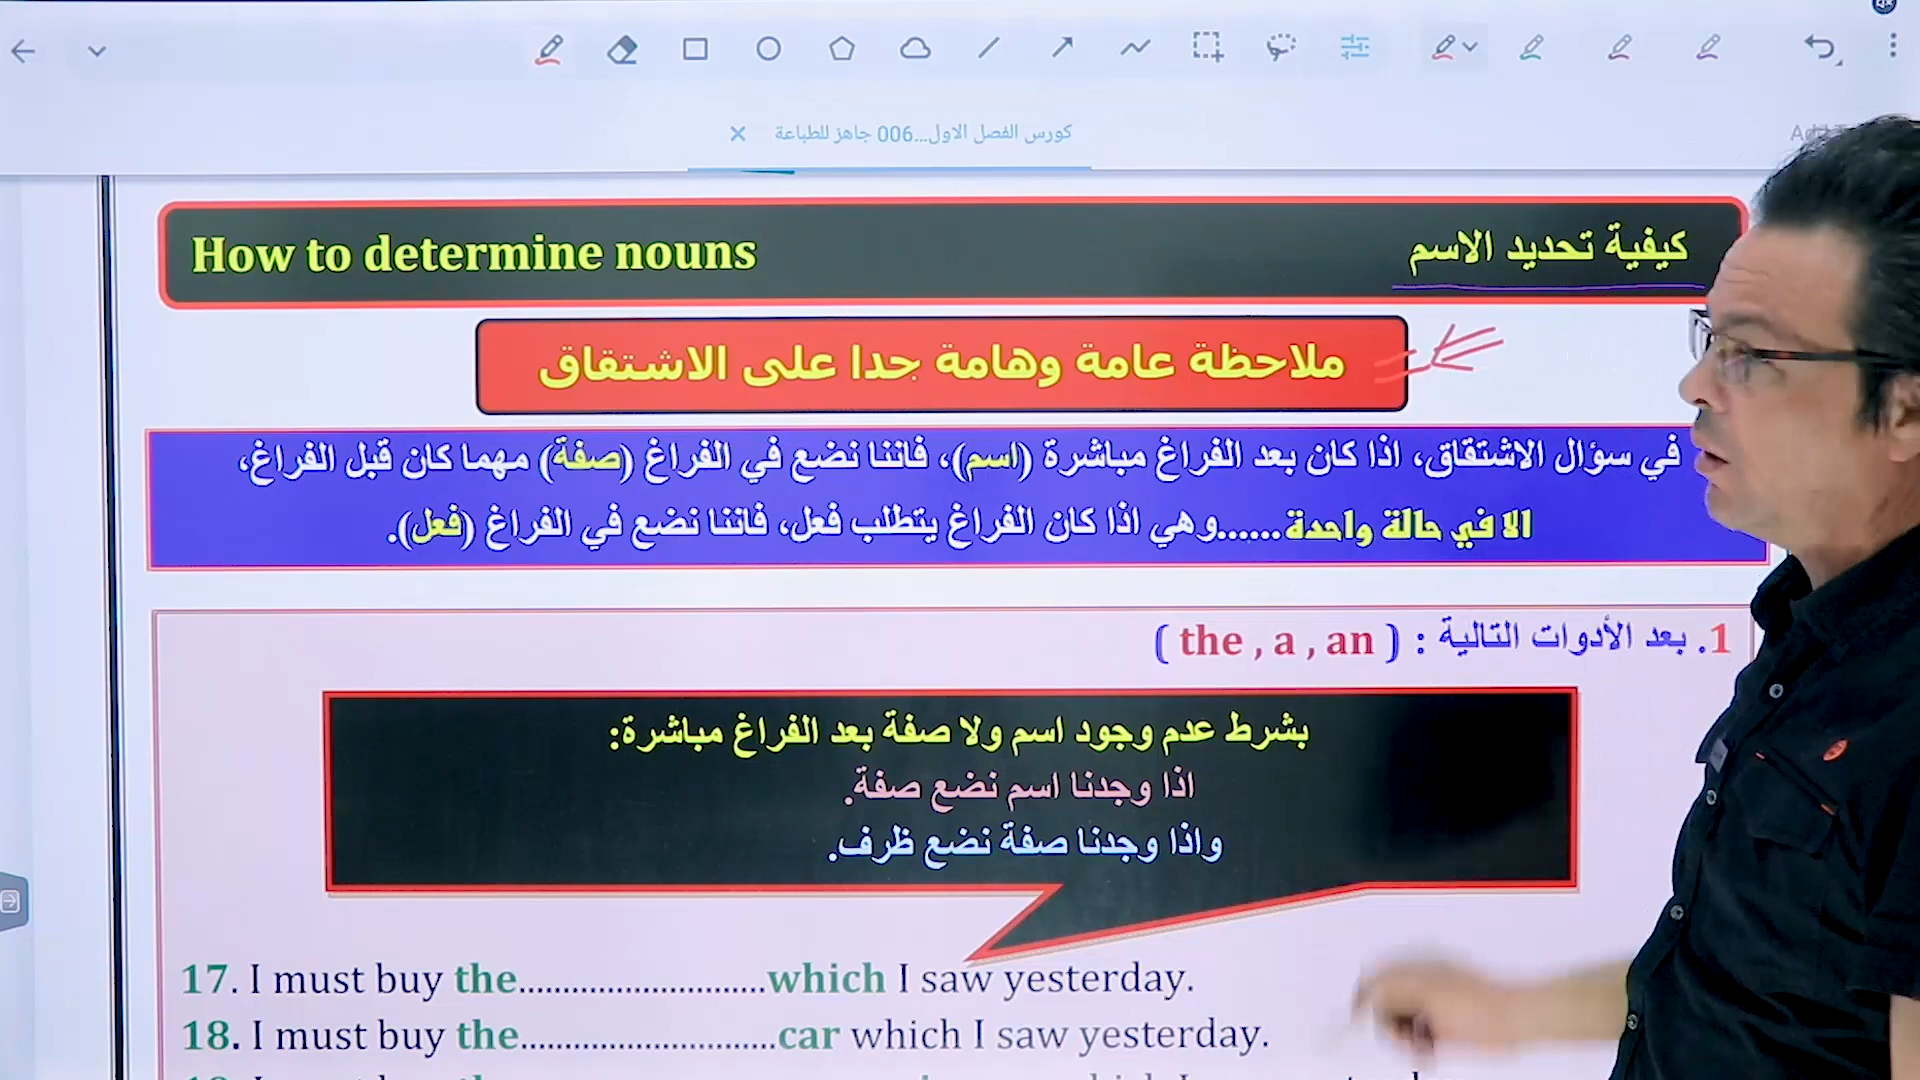 كورس الفصل الاول...006 جاهز للطباعة
How to determine nouns
كيفية تحديد الاسم
ملاحظة عامة وهامة جدا على الاشتقاق
في سؤال الاشتقاق، اذا كان بعد الفراغ مباشرة (اسم)، فاننا نضع في الفراغ (صفة) مهما كان قبل الفراغ،
الا في حالة واحدة......وهي اذا كان الفراغ يتطلب فعل، فاننا نضع في الفراغ (فعل).
1. بعد الأدوات التالية : ( the , a , an )
بشرط عدم وجود اسم ولا صفة بعد الفراغ مباشرة:
اذا وجدنا اسم نضع صفة.
واذا وجدنا صفة نضع ظرف.
17. I must buy the............................which I saw yesterday.
18. I must buy the.............................car which I saw yesterday.